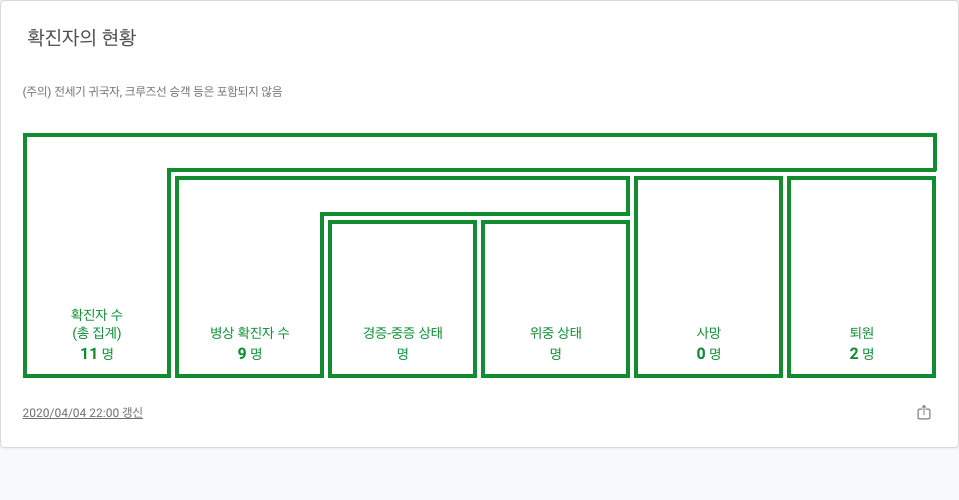 확진자의 현황
(주의) 전세기 귀국자, 크루즈선 승객 등은 포함되지 않음
확진자 수
(총 집계)
11 명
병상 확진자 수
9 명
경증-중증 상태
명
위중 상태
명
사망
0 명
퇴원
2 명
2020/04/04 22:00 갱신